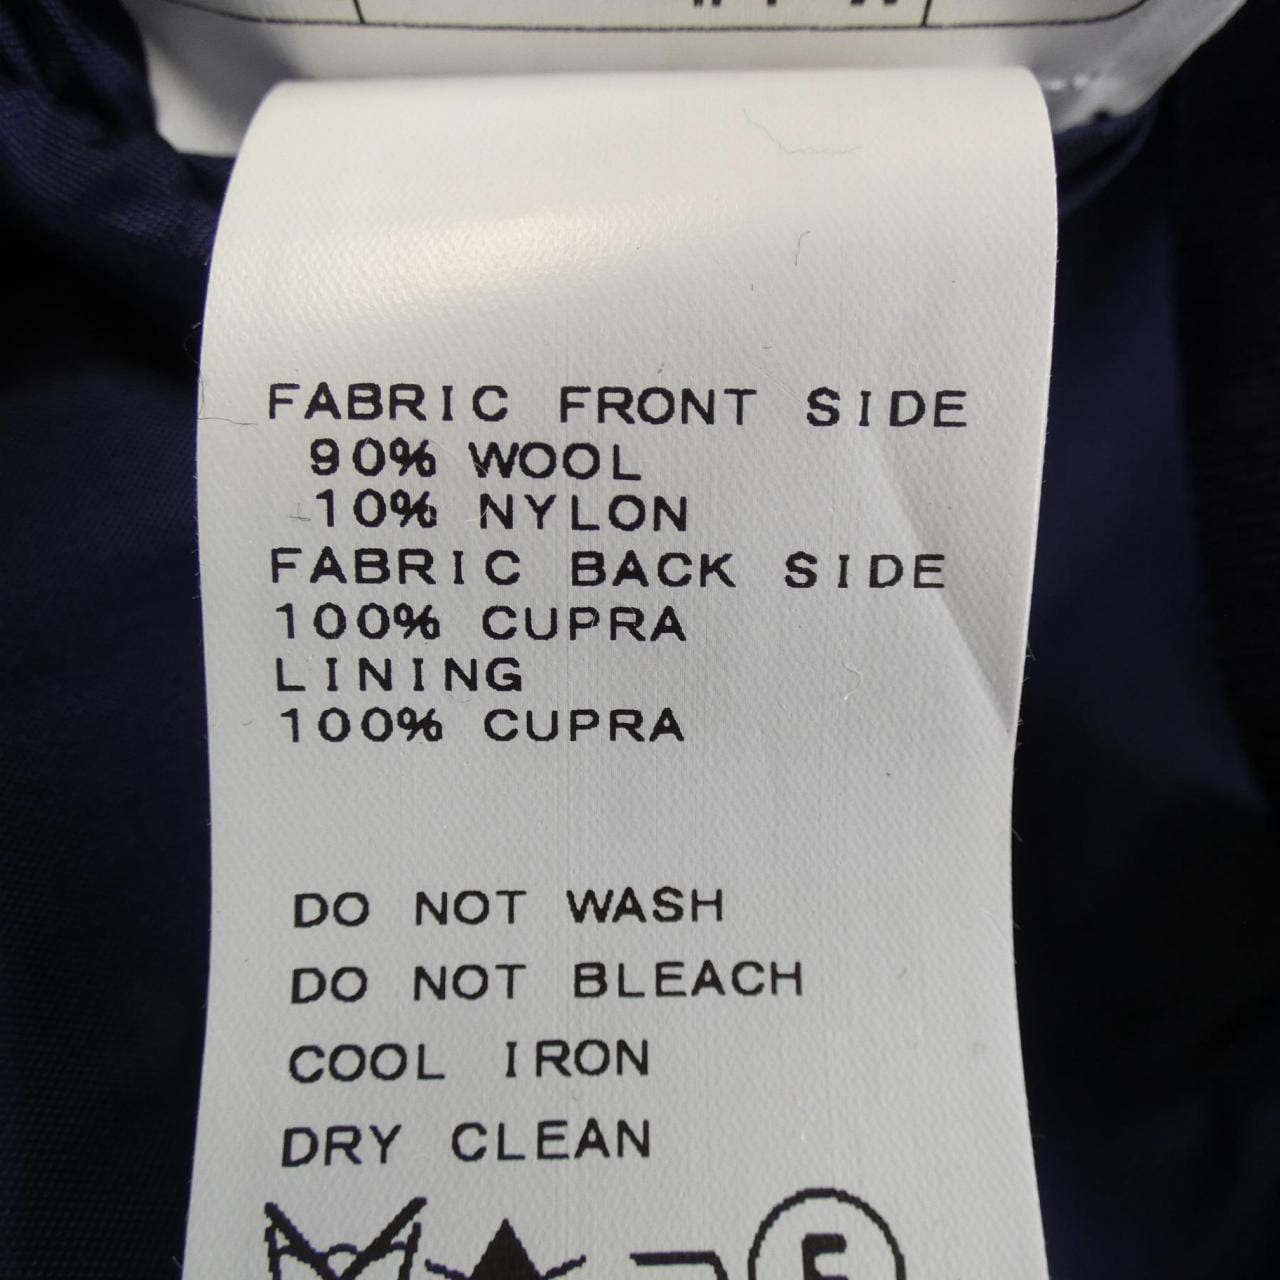 FABRIC FRONT SIDE
90% WOOL
10% NYLON
FABRIC BACK SIDE
100% CUPRA
LINING
100% CUPRA
DO NOT WASH
DO NOT BLEACH
COOL IRON
DRY CLEAN